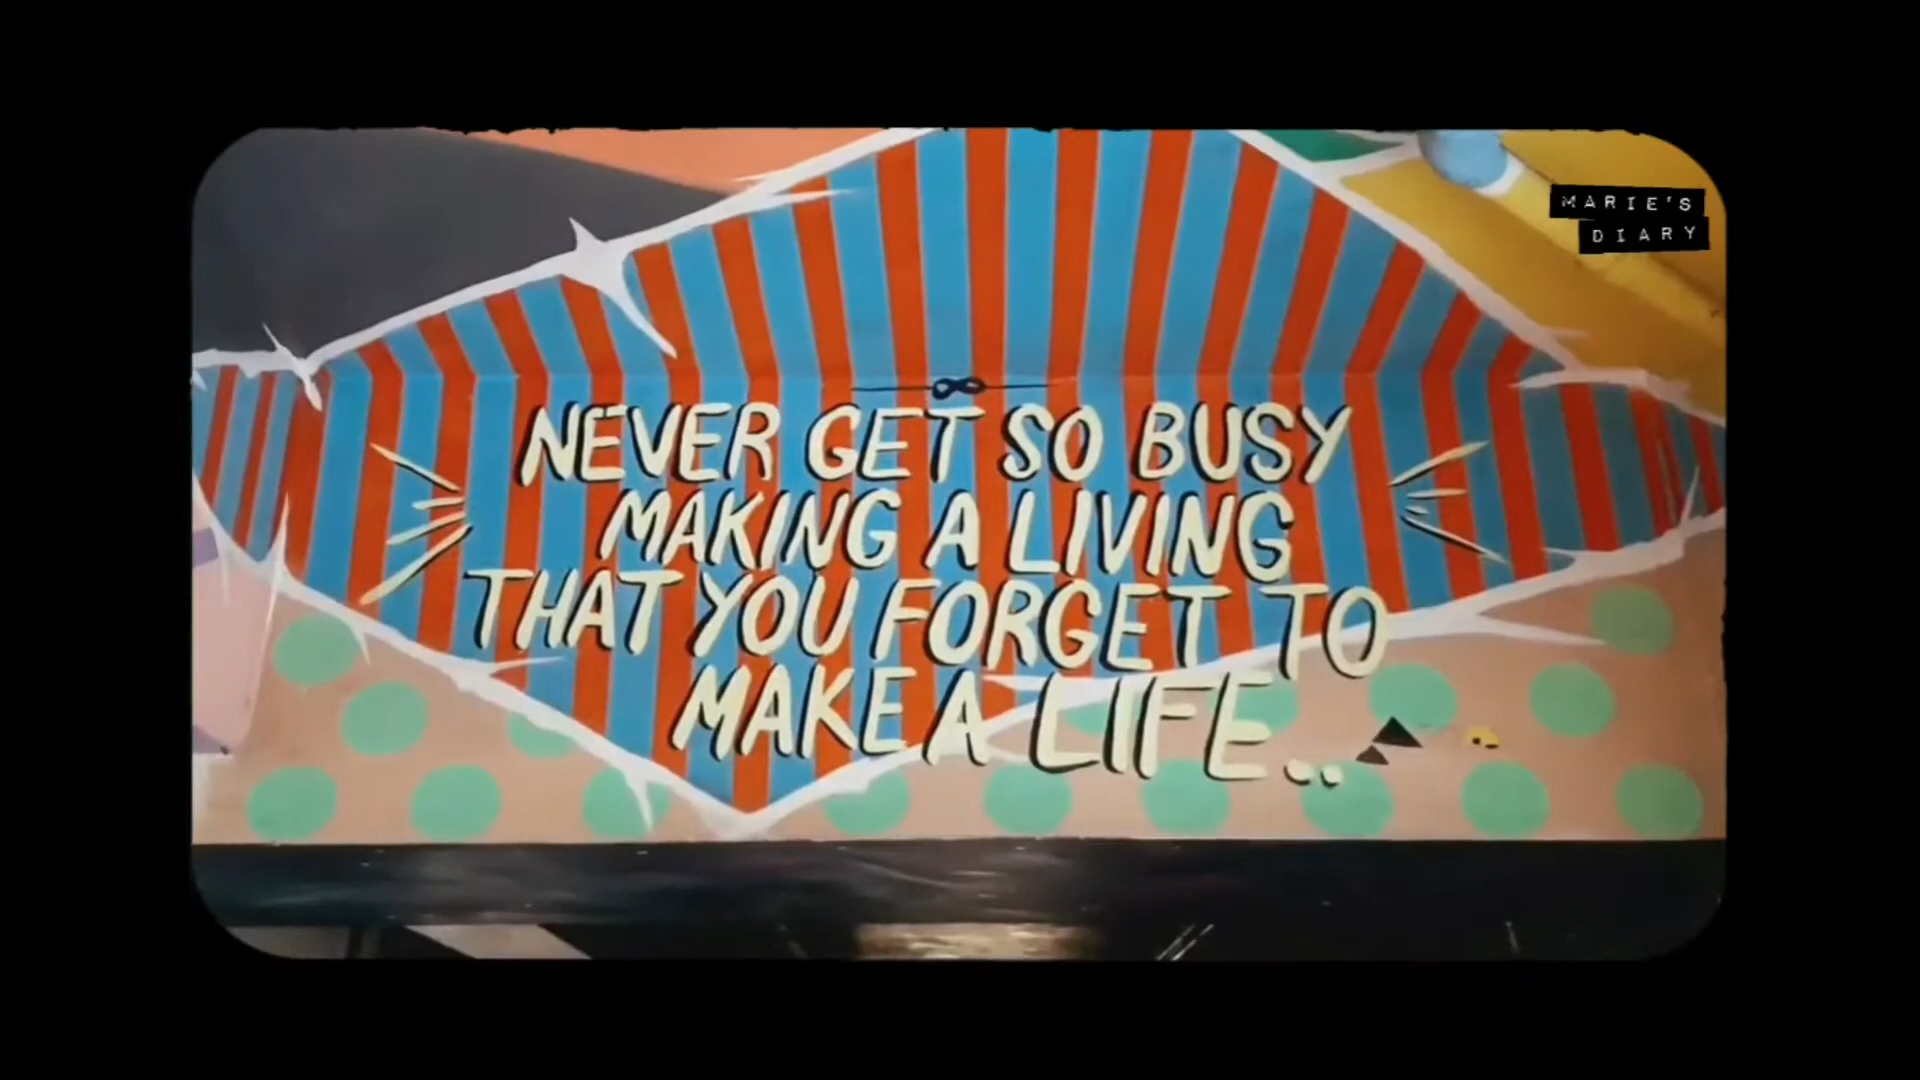 MARIE'S
DIARY
NEVER GET SO BUSY
MAKING A LIVING
THAT YOU FORGET TO
MAKE A LIFE..